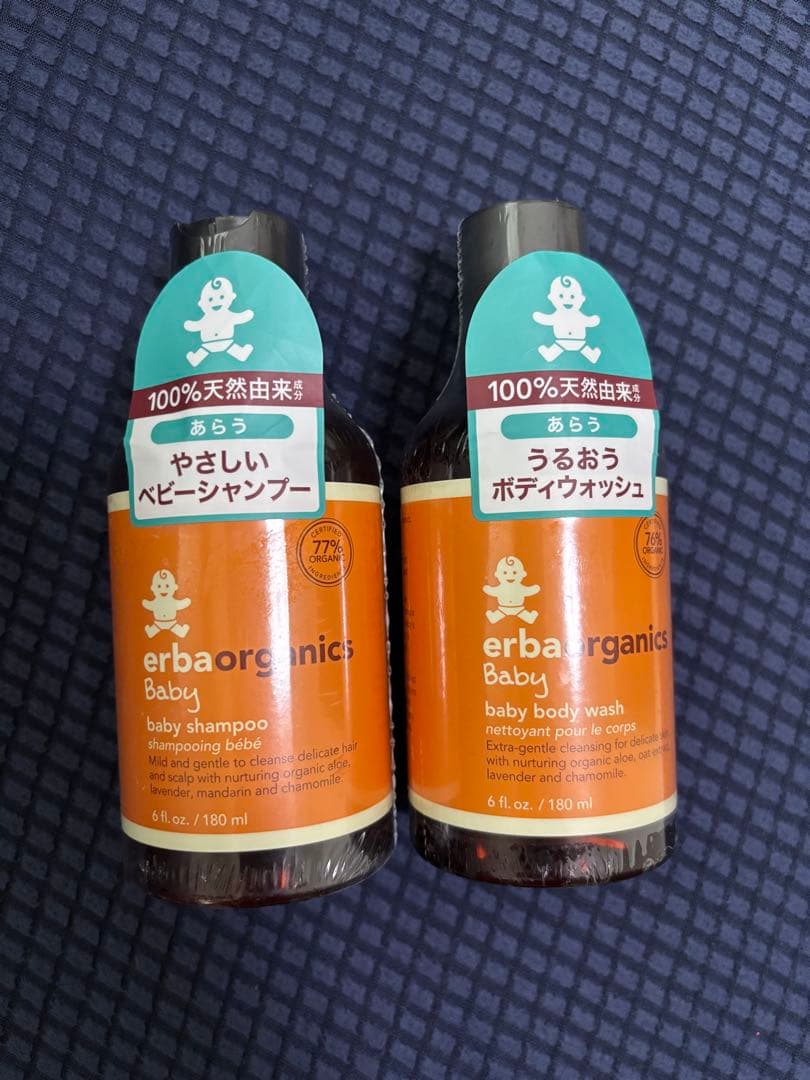 100%天然由来成分
あらう
やさしい
ベビーシャンプー
CERTIFIED
77%
ORGANIC
INGREDIENTS
erbaorganics
Baby
baby shampoo
shampooing bébé
Mild and gentle to cleanse delicate hair
and scalp with nurturing organic aloe,
lavender, mandarin and chamomile.
6 fl. oz. / 180 ml
100%天然由来成分
あらう
うるおう
ボディウォッシュ
CERTIFIED
76%
ORGANIC
erbaorganics
Baby
baby body wash
nettoyant pour le corps
Extra-gentle cleansing for delicate skin
with nurturing organic aloe, oat extract,
lavender and chamomile.
6 fl. oz. / 180 ml